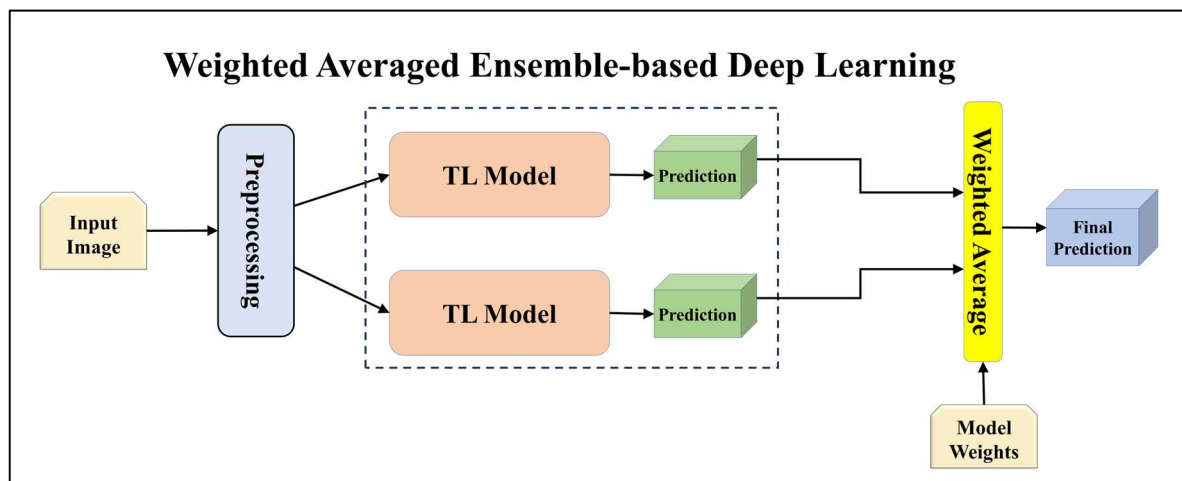 Weighted Averaged Ensemble-based Deep Learning
Input
Image
Preprocessing
TL Model
Prediction
TL Model
Prediction
Weighted Average
Model
Weights
Final
Prediction